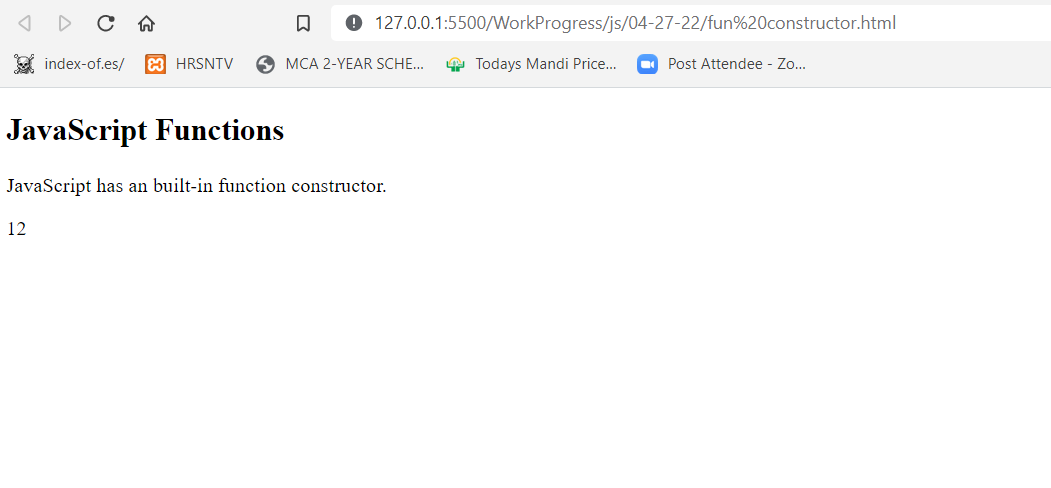 127.0.0.1:5500/WorkProgress/js/04-27-22/fun%20constructor.html
index-of.es/ HRSNTV MCA 2-YEAR SCHE... Todays Mandi Price... Post Attendee - Zo...
JavaScript Functions
JavaScript has an built-in function constructor.
12